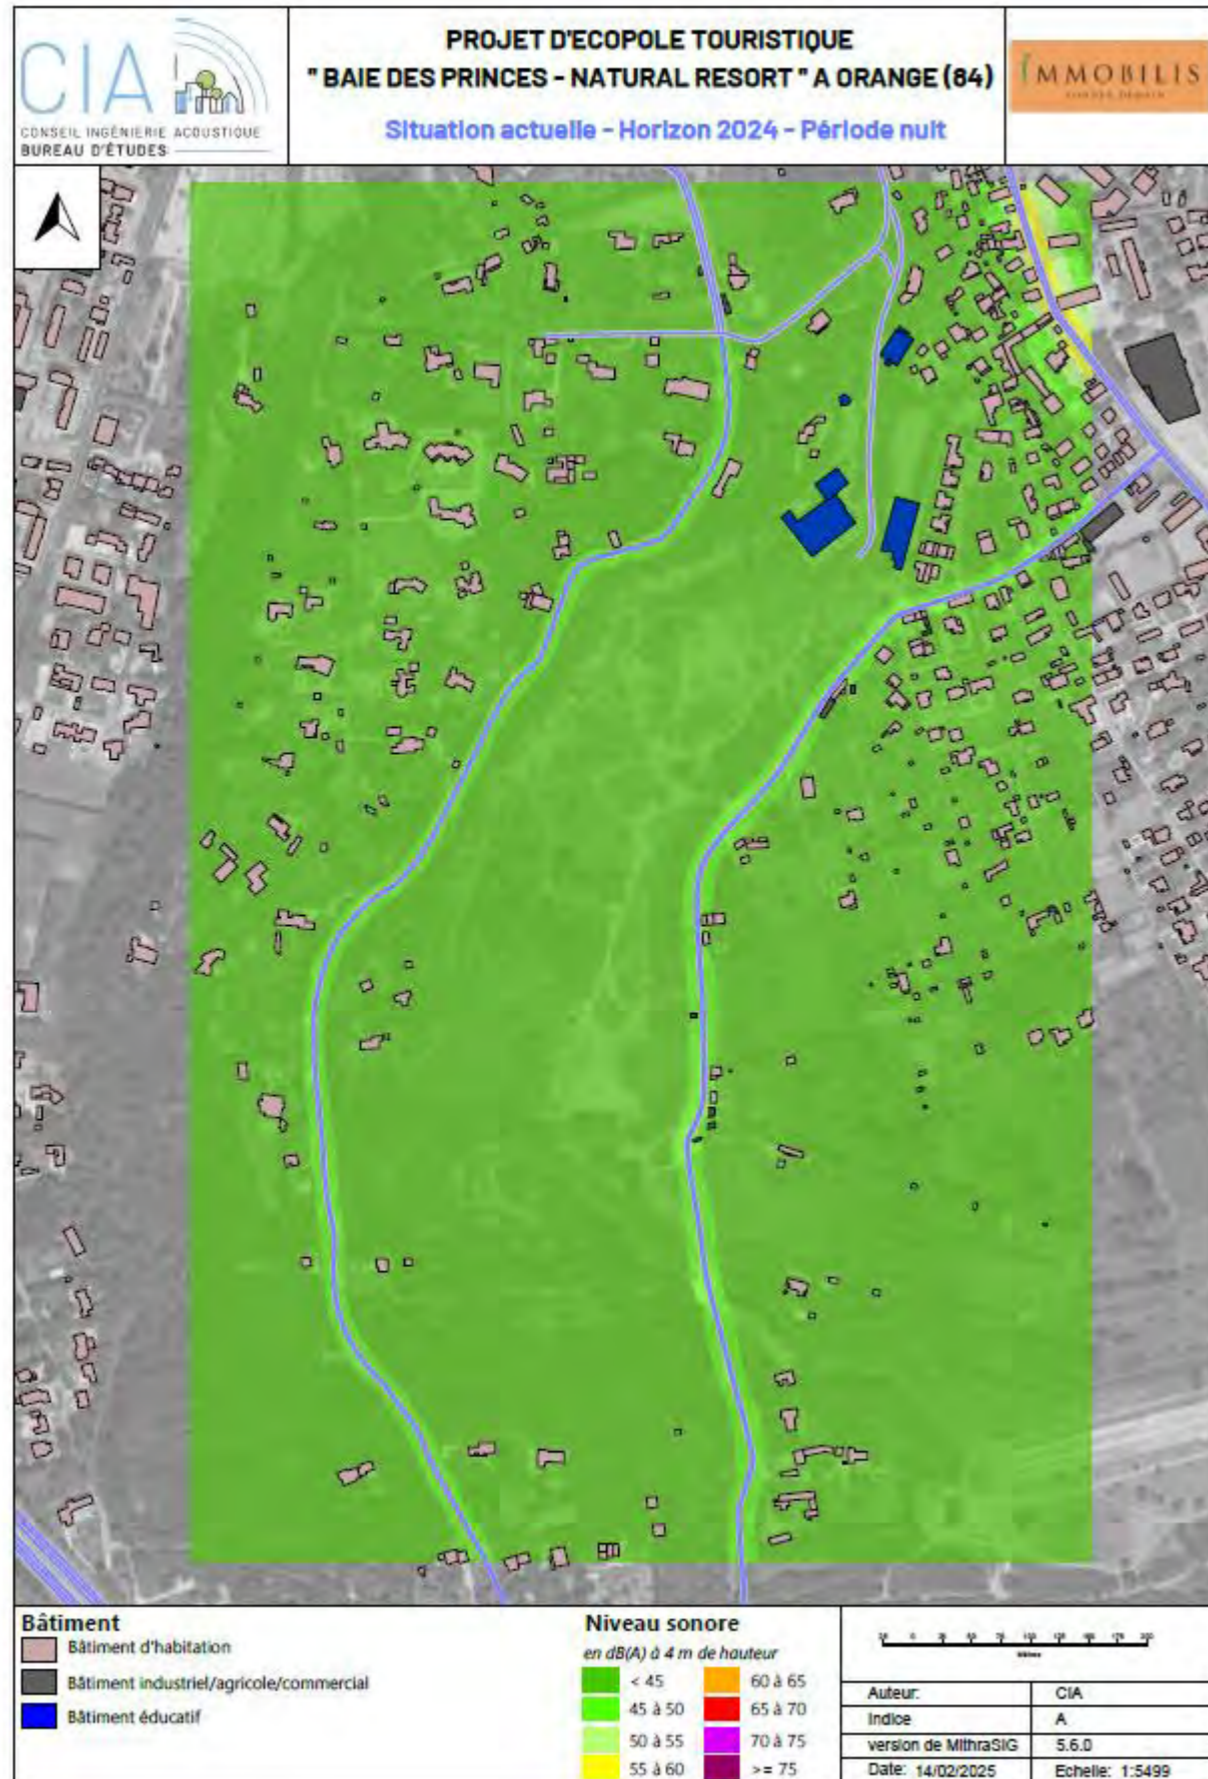 CIA
CONSEIL INGÉNIERIE ACOUSTIQUE
BUREAU D'ÉTUDES
PROJET D'ECOPOLE TOURISTIQUE
" BAIE DES PRINCES - NATURAL RESORT " A ORANGE (84)
Situation actuelle - Horizon 2024 - Période nuit
IMMOBILIS
Bâtiment
Bâtiment d'habitation
Bâtiment industriel/agricole/commercial
Bâtiment éducatif
Niveau sonore
en dB(A) à 4 m de hauteur
< 45
45 à 50
50 à 55
55 à 60
60 à 65
65 à 70
70 à 75
>= 75
Auteur: CIA
Indice A
version de MithraSIG 5.6.0
Date: 14/02/2025 Echelle: 1:5499